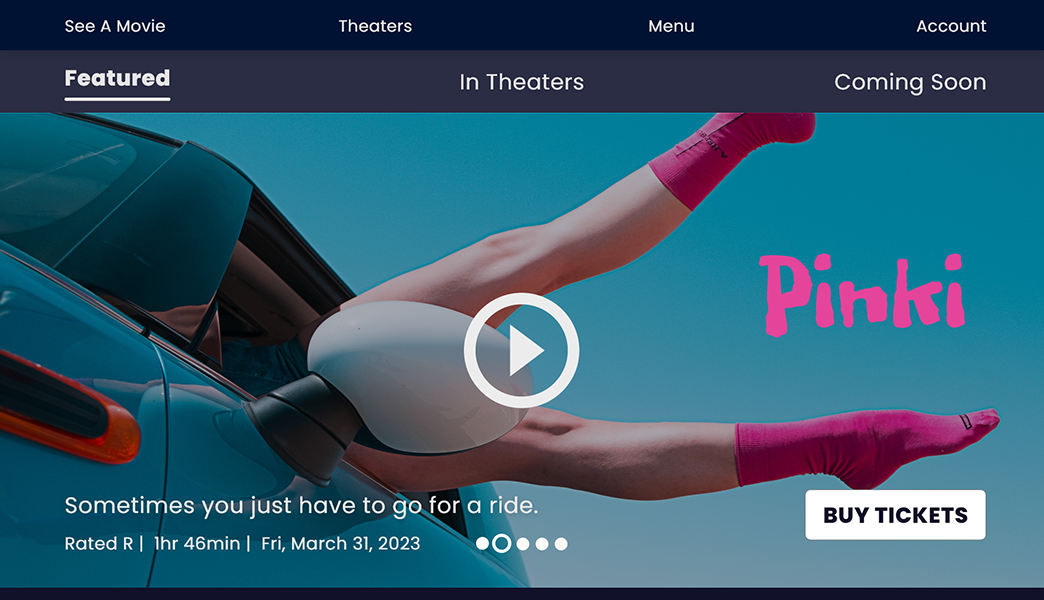 See A Movie Theaters Menu Account
Featured In Theaters Coming Soon
Pinki
Sometimes you just have to go for a ride.
Rated R | 1hr 46min | Fri, March 31, 2023
BUY TICKETS